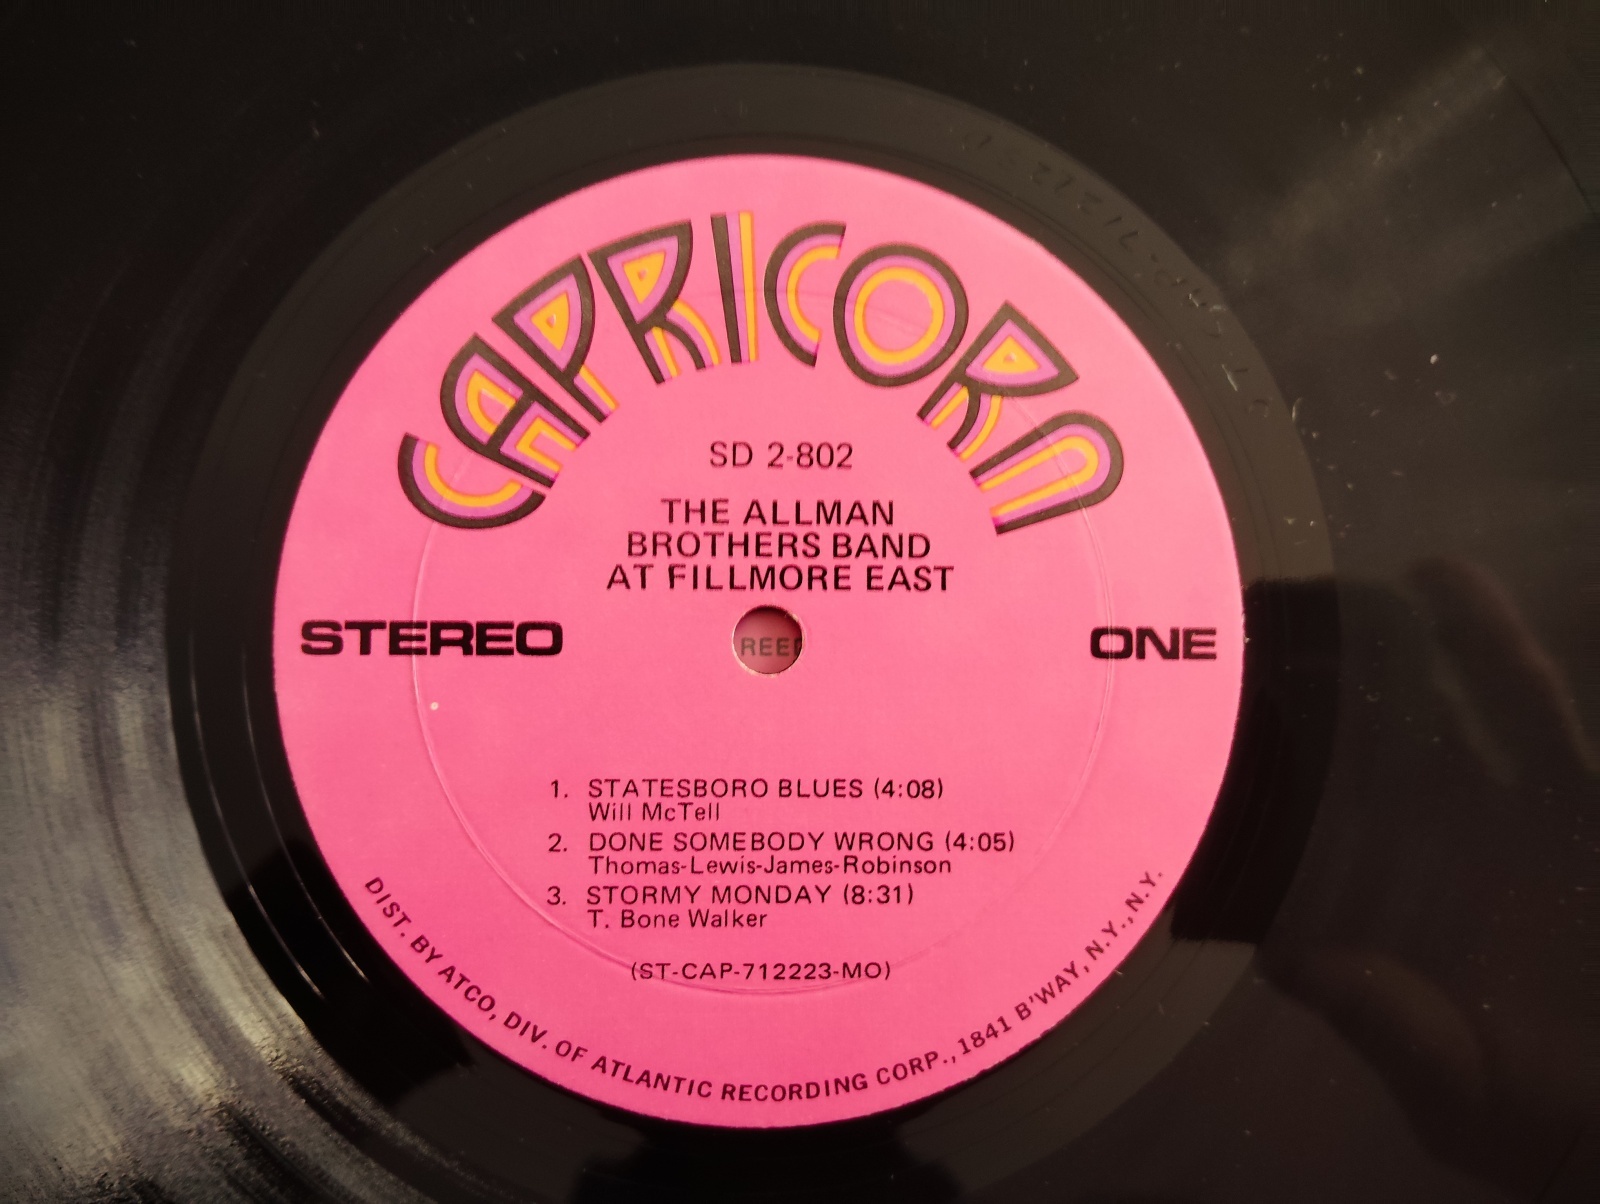 CAPRICORN
SD 2-802
THE ALLMAN
BROTHERS BAND
AT FILLMORE EAST
STEREO
ONE
1. STATESBORO BLUES (4:08)
Will McTell
2. DONE SOMEBODY WRONG (4:05)
Thomas-Lewis-James-Robinson
3. STORMY MONDAY (8:31)
T. Bone Walker
(ST-CAP-712223-MO)
DIST. BY ATCO, DIV. OF ATLANTIC RECORDING CORP., 1841 B'WAY, N.Y., N.Y.